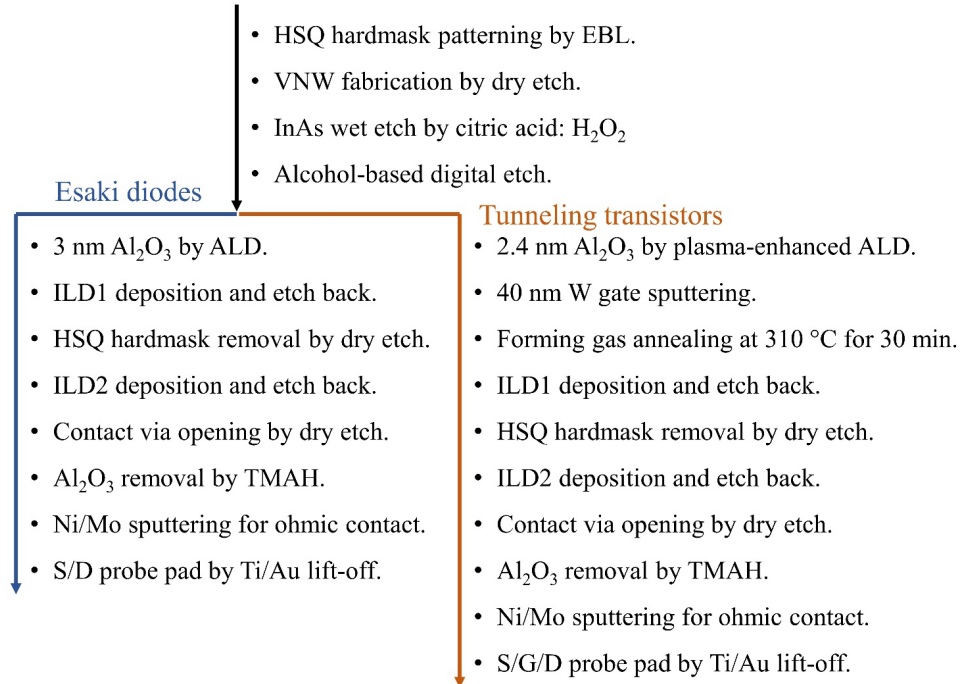 • HSQ hardmask patterning by EBL.
• VNW fabrication by dry etch.
• InAs wet etch by citric acid: H₂O₂
• Alcohol-based digital etch.
Esaki diodes
• 3 nm Al₂O₃ by ALD.
• ILD1 deposition and etch back.
• HSQ hardmask removal by dry etch.
• ILD2 deposition and etch back.
• Contact via opening by dry etch.
• Al₂O₃ removal by TMAH.
• Ni/Mo sputtering for ohmic contact.
• S/D probe pad by Ti/Au lift-off.
Tunneling transistors
• 2.4 nm Al₂O₃ by plasma-enhanced ALD.
• 40 nm W gate sputtering.
• Forming gas annealing at 310 °C for 30 min.
• ILD1 deposition and etch back.
• HSQ hardmask removal by dry etch.
• ILD2 deposition and etch back.
• Contact via opening by dry etch.
• Al₂O₃ removal by TMAH.
• Ni/Mo sputtering for ohmic contact.
• S/G/D probe pad by Ti/Au lift-off.